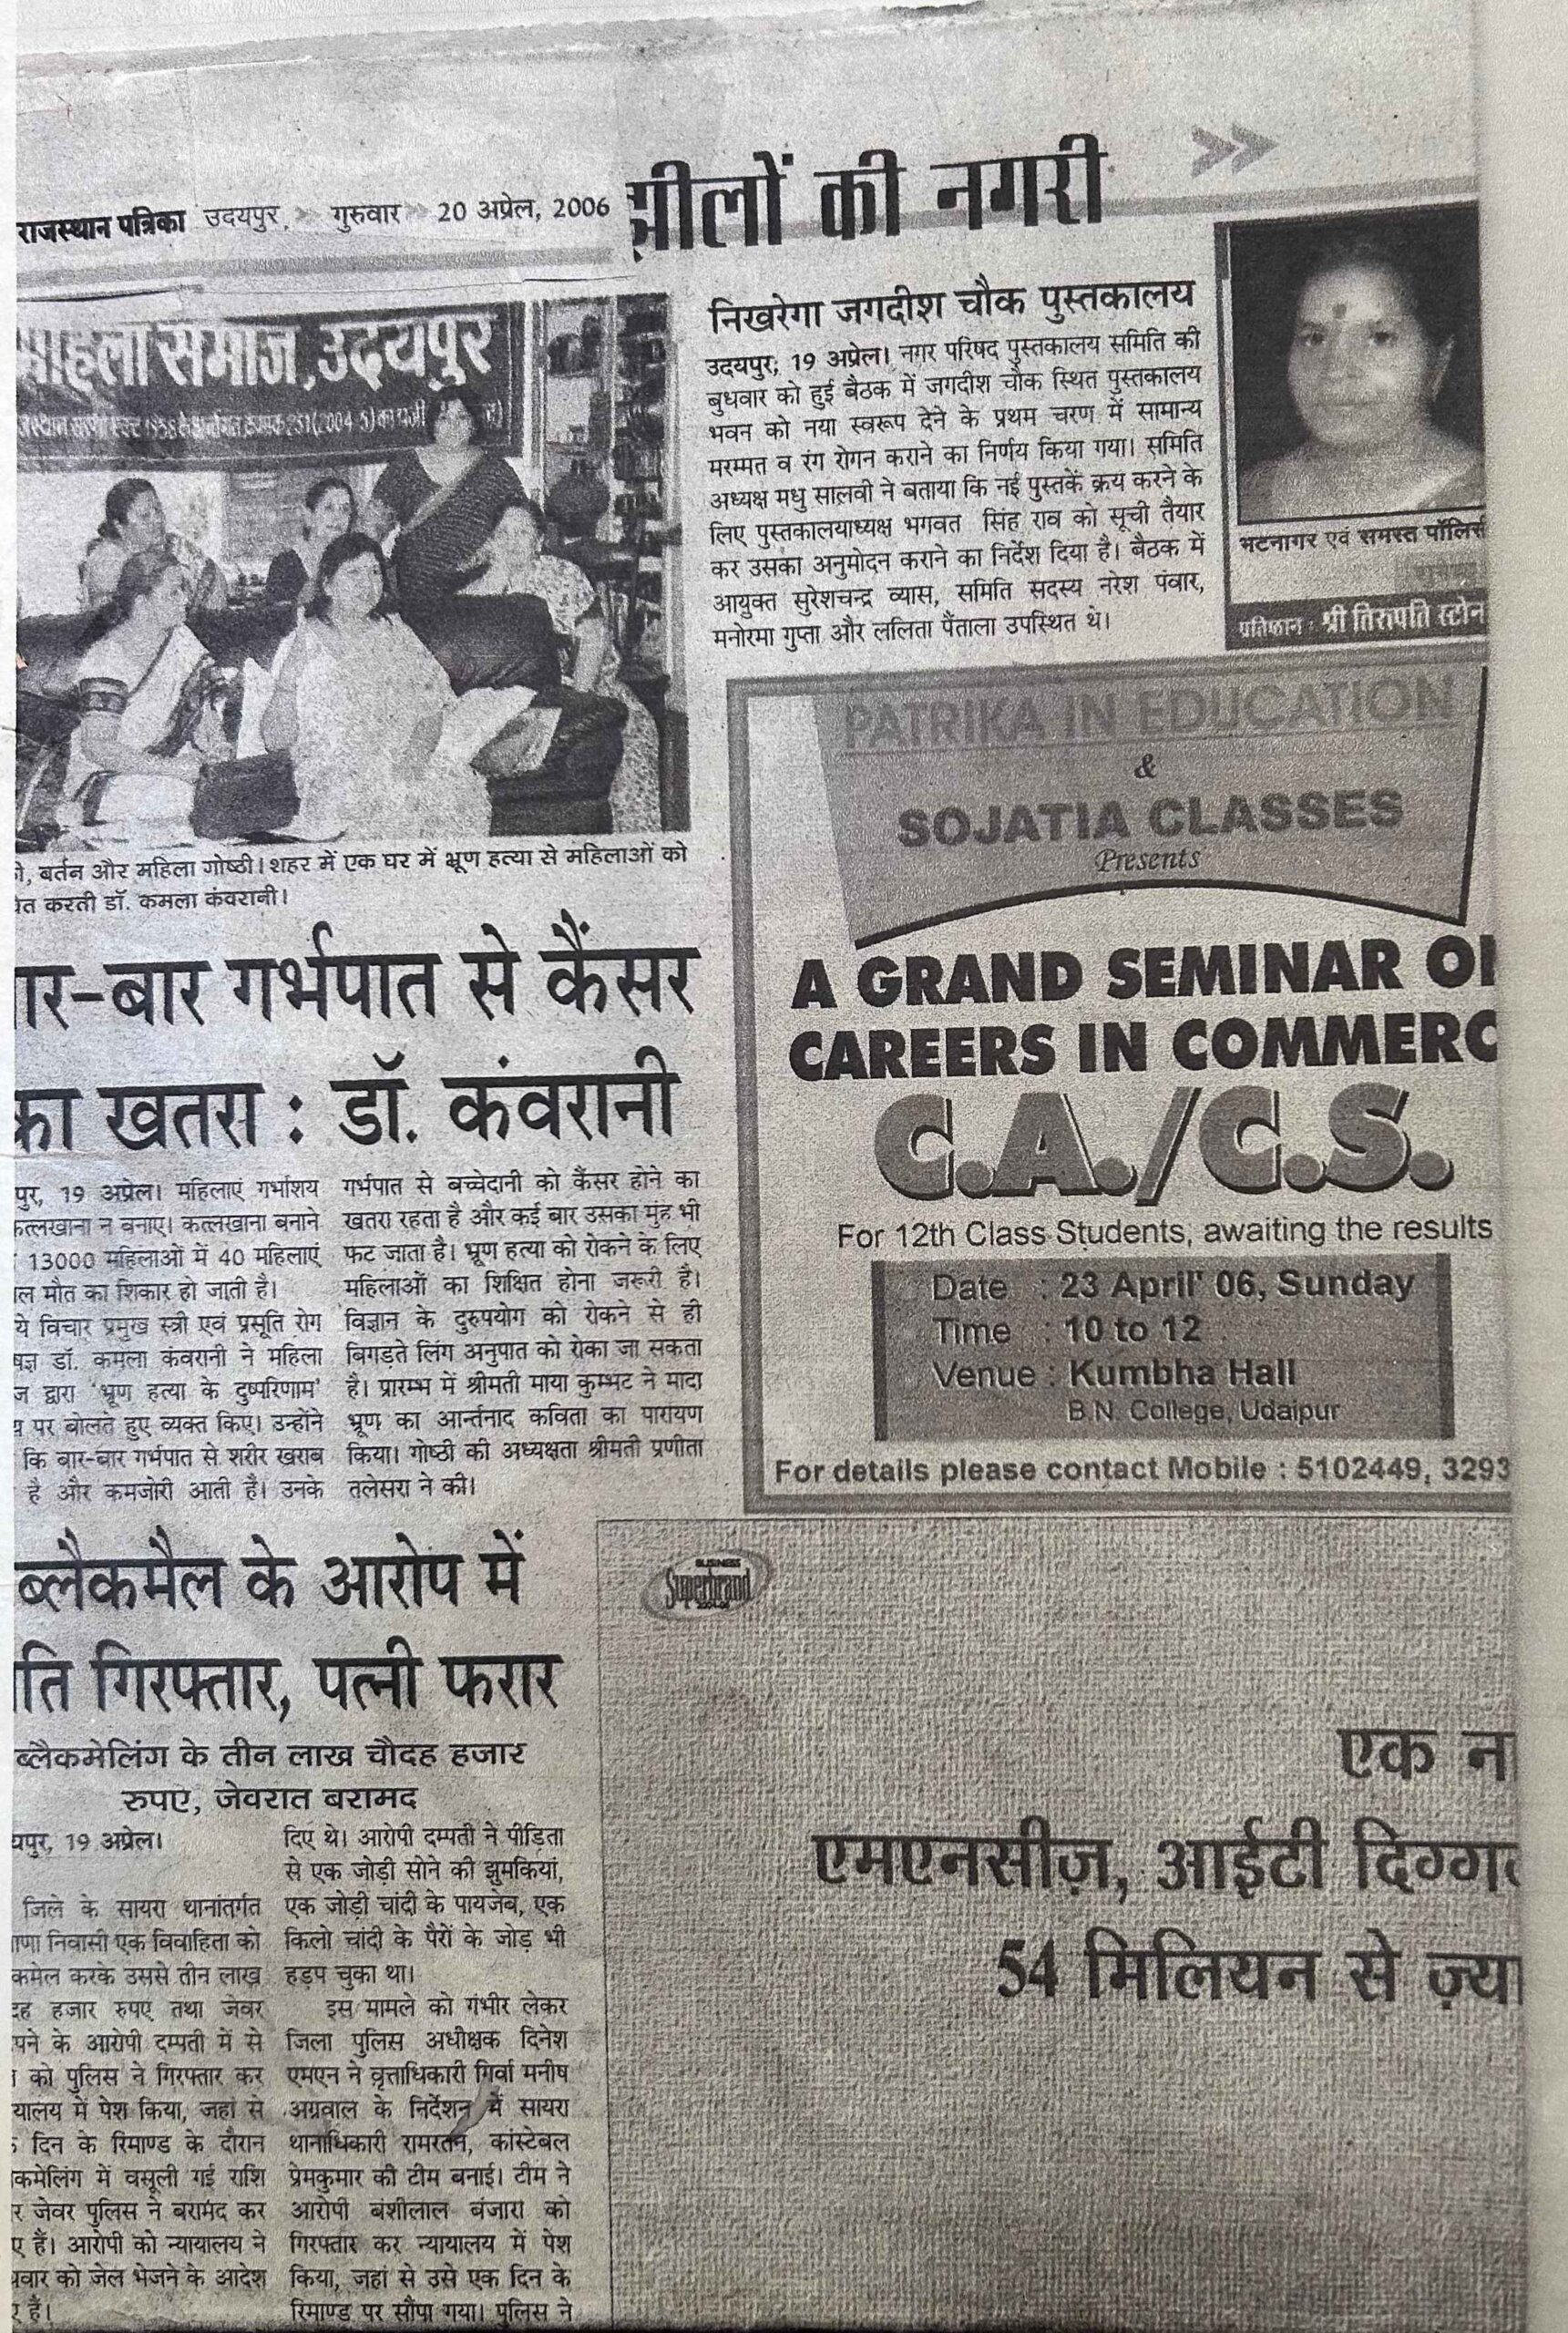 राजस्थान पत्रिका उदयपुर, » गुरुवार » 20 अप्रेल, 2006
झीलों की नगरी »
महिला समाज, उदयपुर
बर्तन और महिला गोष्ठी। शहर में एक घर में भ्रूण हत्या से महिलाओं को
करती डॉ. कमला कंवरानी।
ार-बार गर्भपात से कैंसर
का खतरा : डॉ. कंवरानी
पुर, 19 अप्रेल। महिलाएं गर्भाशय
कत्लखाना न बनाए। कत्लखाना बनाने
13000 महिलाओं में 40 महिलाएं
ल मौत का शिकार हो जाती है।
ये विचार प्रमुख स्त्री एवं प्रसूति रोग
षज्ञ डॉ. कमला कंवरानी ने महिला
ज द्वारा 'भ्रूण हत्या के दुष्परिणाम'
य पर बोलते हुए व्यक्त किए। उन्होंने
कि बार-बार गर्भपात से शरीर खराब
है और कमजोरी आती है। उनके
गर्भपात से बच्चेदानी को कैंसर होने का
खतरा रहता है और कई बार उसका मुंह भी
फट जाता है। भ्रूण हत्या को रोकने के लिए
महिलाओं का शिक्षित होना जरूरी है।
विज्ञान के दुरुपयोग को रोकने से ही
बिगड़ते लिंग अनुपात को रोका जा सकता
है। प्रारम्भ में श्रीमती माया कुम्भट ने मादा
भ्रूण का आर्न्तनाद कविता का पारायण
किया। गोष्ठी की अध्यक्षता श्रीमती प्रणीता
तलेसरा ने की।
ब्लैकमैल के आरोप में
ति गिरफ्तार, पत्नी फरार
ब्लैकमेलिंग के तीन लाख चौदह हजार
रुपए, जेवरात बरामद
यपुर, 19 अप्रेल।
जिले के सायरा थानांतर्गत
ाणा निवासी एक विवाहिता को
कमेल करके उससे तीन लाख
दह हजार रुपए तथा जेवर
पने के आरोपी दम्पती में से
को पुलिस ने गिरफ्तार कर
यालय में पेश किया, जहां से
दिन के रिमाण्ड के दौरान
कमेलिंग में वसूली गई राशि
र जेवर पुलिस ने बरामद कर
ए हैं। आरोपी को न्यायालय ने
धवार को जेल भेजने के आदेश
ए हैं।
दिए थे। आरोपी दम्पती ने पीड़िता
से एक जोड़ी सोने की झुमकियां,
एक जोड़ी चांदी के पायजेब, एक
किलो चांदी के पैरों के जोड़ भी
हड़प चुका था।
इस मामले को गंभीर लेकर
जिला पुलिस अधीक्षक दिनेश
एमएन ने वृत्ताधिकारी गिर्वा मनीष
अग्रवाल के निर्देशन में सायरा
थानाधिकारी रामरतन, कांस्टेबल
प्रेमकुमार की टीम बनाई। टीम ने
आरोपी बंशीलाल बंजारा को
गिरफ्तार कर न्यायालय में पेश
किया, जहां से उसे एक दिन के
रिमाण्ड पर सौंपा गया। पुलिस ने
निखरेगा जगदीश चौक पुस्तकालय
उदयपुर, 19 अप्रेल। नगर परिषद पुस्तकालय समिति की
बुधवार को हुई बैठक में जगदीश चौक स्थित पुस्तकालय
भवन को नया स्वरूप देने के प्रथम चरण में सामान्य
मरम्मत व रंग रोगन कराने का निर्णय किया गया। समिति
अध्यक्ष मधु सालवी ने बताया कि नई पुस्तकें क्रय करने के
लिए पुस्तकालयाध्यक्ष भगवत सिंह राव को सूची तैयार
कर उसका अनुमोदन कराने का निर्देश दिया है। बैठक में
आयुक्त सुरेशचन्द्र व्यास, समिति सदस्य नरेश पंवार,
मनोरमा गुप्ता और ललिता पैंताला उपस्थित थे।
भटनागर एवं समस्त पॉलिस
प्रतिष्ठान : श्री तिरुपति स्टोन
PATRIKA IN EDUCATION
&
SOJATIA CLASSES
Presents
A GRAND SEMINAR O
CAREERS IN COMMERC
C.A./C.S.
For 12th Class Students, awaiting the results
Date : 23 April' 06, Sunday
Time : 10 to 12
Venue : Kumbha Hall
B.N. College, Udaipur
For details please contact Mobile : 5102449, 3293
BUSINESS
Superbrand
एक ना
एमएनसीज़, आईटी दिग्ग
54 मिलियन से ज़्या